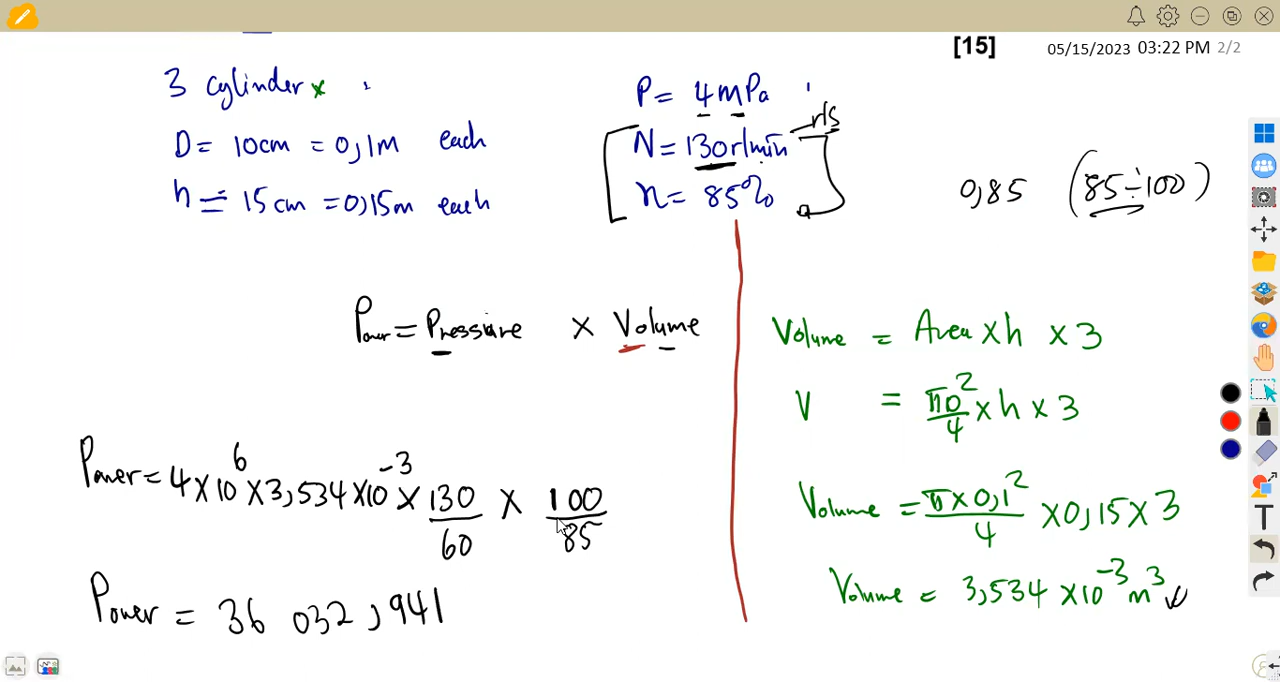 [15]
05/15/2023 03:22 PM 2/2
3 cylinder x
D = 10cm = 0,1M each
h = 15cm = 0,15m each
P = 4mPa
r/s
N = 130r/min
n = 85%
0,85 (85÷100)
Power = Pressure × Volume
Volume = Area × h × 3
V = πD²/4 × h × 3
Power = 4 × 10⁶ × 3,534 × 10⁻³ × 130/60 × 100/85
Volume = π × 0,1²/4 × 0,15 × 3
Volume = 3,534 × 10⁻³ m³
Power = 36 032,941
T